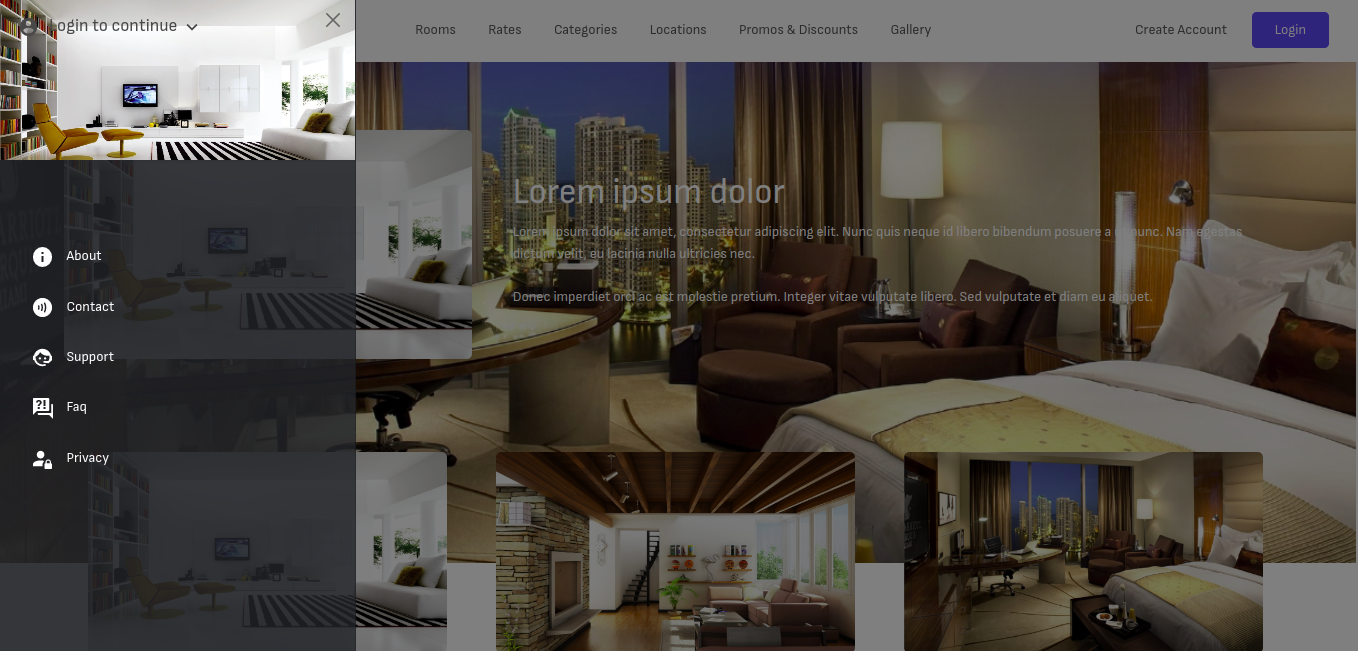 Login to continue
Rooms
Rates
Categories
Locations
Promos & Discounts
Gallery
Create Account
Login
Lorem ipsum dolor
Lorem ipsum dolor sit amet, consectetur adipiscing elit. Nunc quis neque id libero bibendum posuere a in nunc. Nam egestas
dictum velit, eu lacinia nulla ultricies nec.
Donec imperdiet orci ac est molestie pretium. Integer vitae vulputate libero. Sed vulputate et diam eu aliquet.
About
Contact
Support
Faq
Privacy